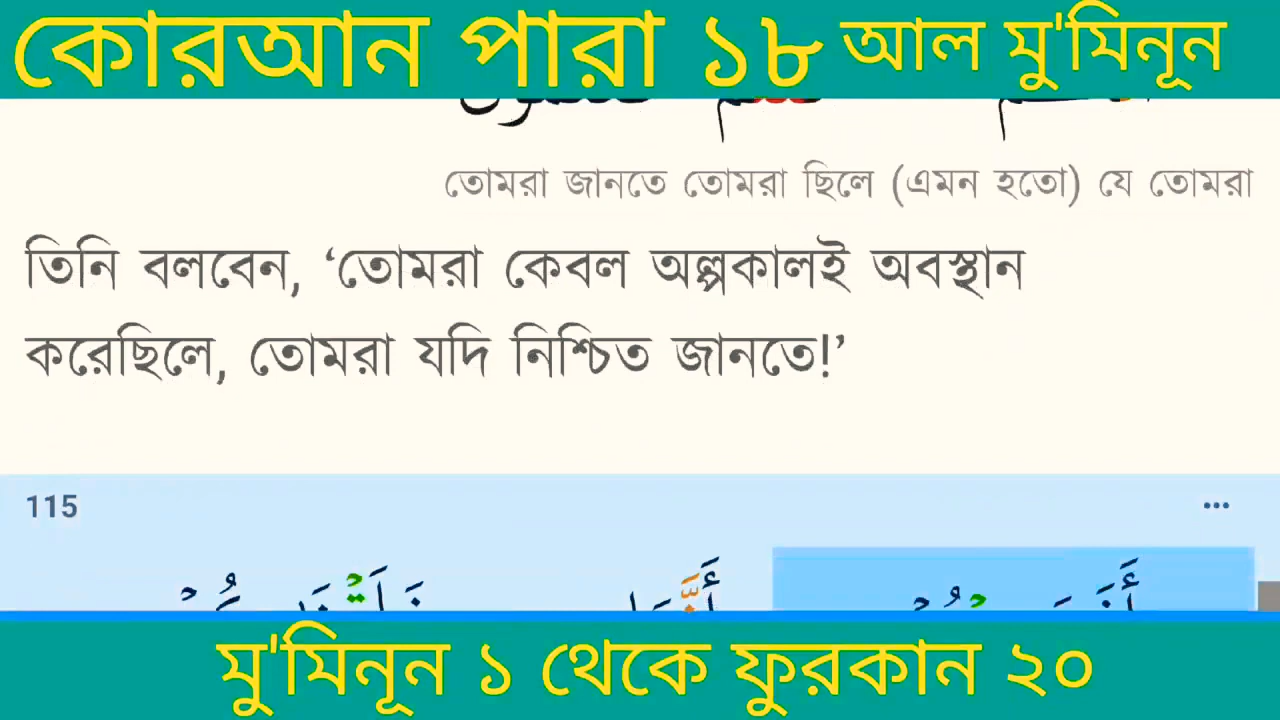 কোরআন পারা ১৮ আল মু'মিনূন
তোমরা জানতে তোমরা ছিলে (এমন হতো) যে তোমরা
তিনি বলবেন, ‘তোমরা কেবল অল্পকালই অবস্থান
করেছিলে, তোমরা যদি নিশ্চিত জানতে!’
115
মু'মিনূন ১ থেকে ফুরকান ২০